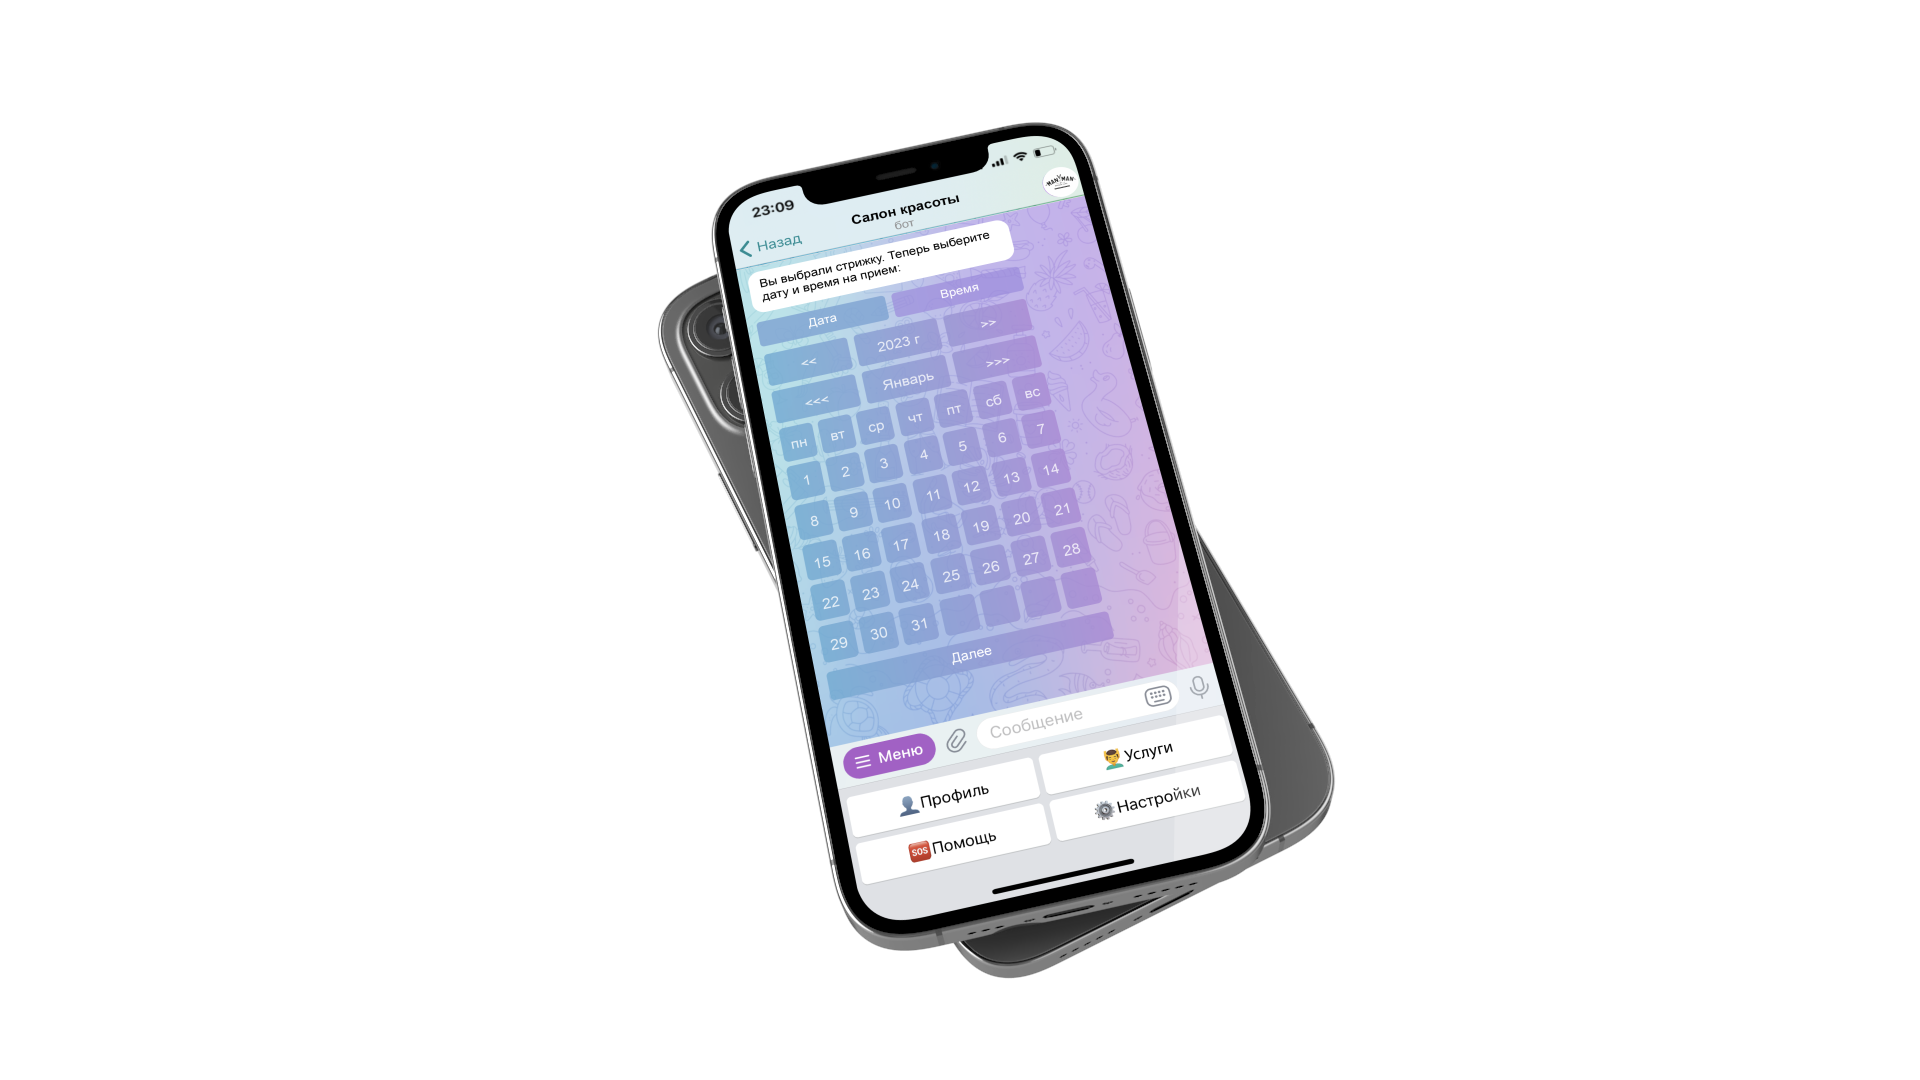 23:09
Назад
Салон красоты
бот
MAN MAN
Вы выбрали стрижку. Теперь выберите
дату и время на прием:
Дата Время
<< 2023 г >>
<<< Январь >>>
пн вт ср чт пт сб вс
1 2 3 4 5 6 7
8 9 10 11 12 13 14
15 16 17 18 19 20 21
22 23 24 25 26 27 28
29 30 31
Далее
Меню
Сообщение
Профиль
Услуги
SOS Помощь
Настройки